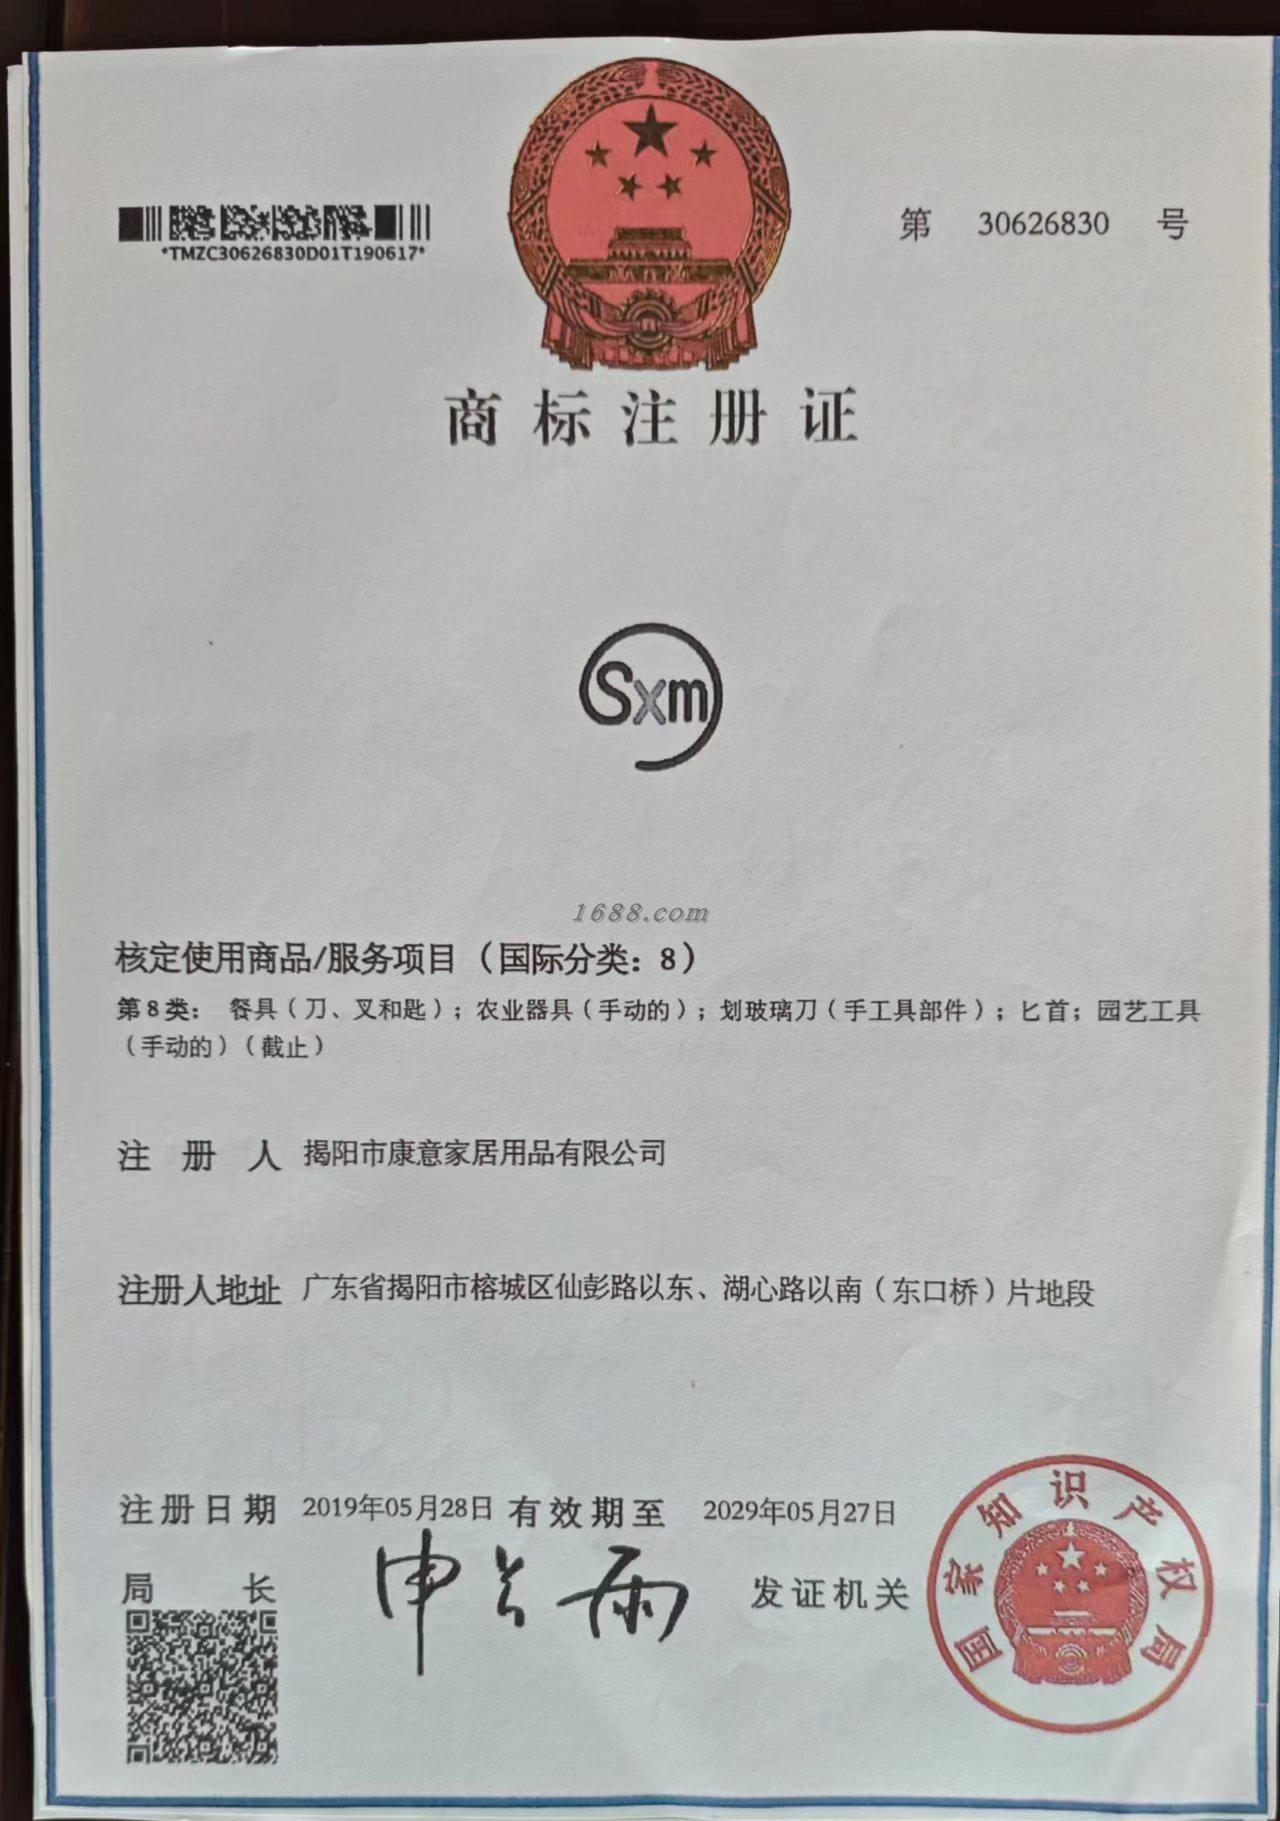 *TMZC30626830D01T190617*
第 30626830 号
商标注册证
Sxm
1688.com
核定使用商品/服务项目（国际分类：8）
第8类： 餐具（刀、叉和匙）；农业器具（手动的）；划玻璃刀（手工具部件）；匕首；园艺工具
（手动的）（截止）
注 册 人 揭阳市康意家居用品有限公司
注册人地址 广东省揭阳市榕城区仙彭路以东、湖心路以南（东口桥）片地段
注册日期 2019年05月28日 有效期至 2029年05月27日
局 长 申长雨 发证机关
国家知识产权局